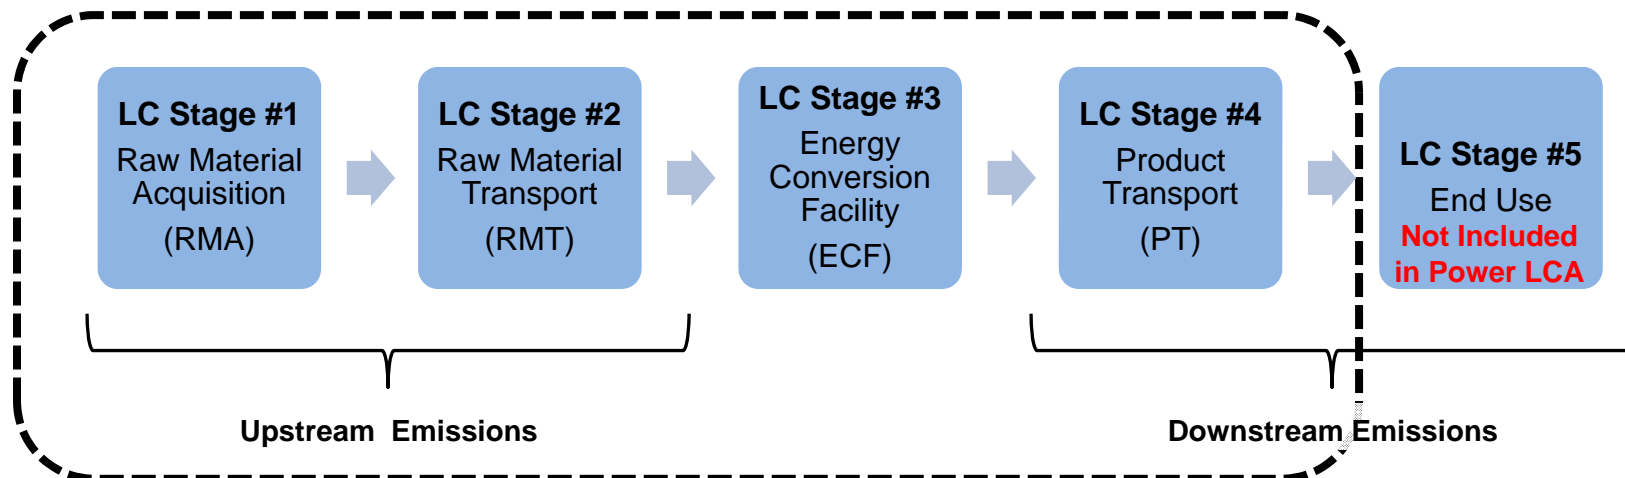 LC Stage #1
Raw Material
Acquisition
(RMA)
LC Stage #2
Raw Material
Transport
(RMT)
LC Stage #3
Energy
Conversion
Facility
(ECF)
LC Stage #4
Product
Transport
(PT)
LC Stage #5
End Use
Not Included
in Power LCA
Upstream Emissions
Downstream Emissions